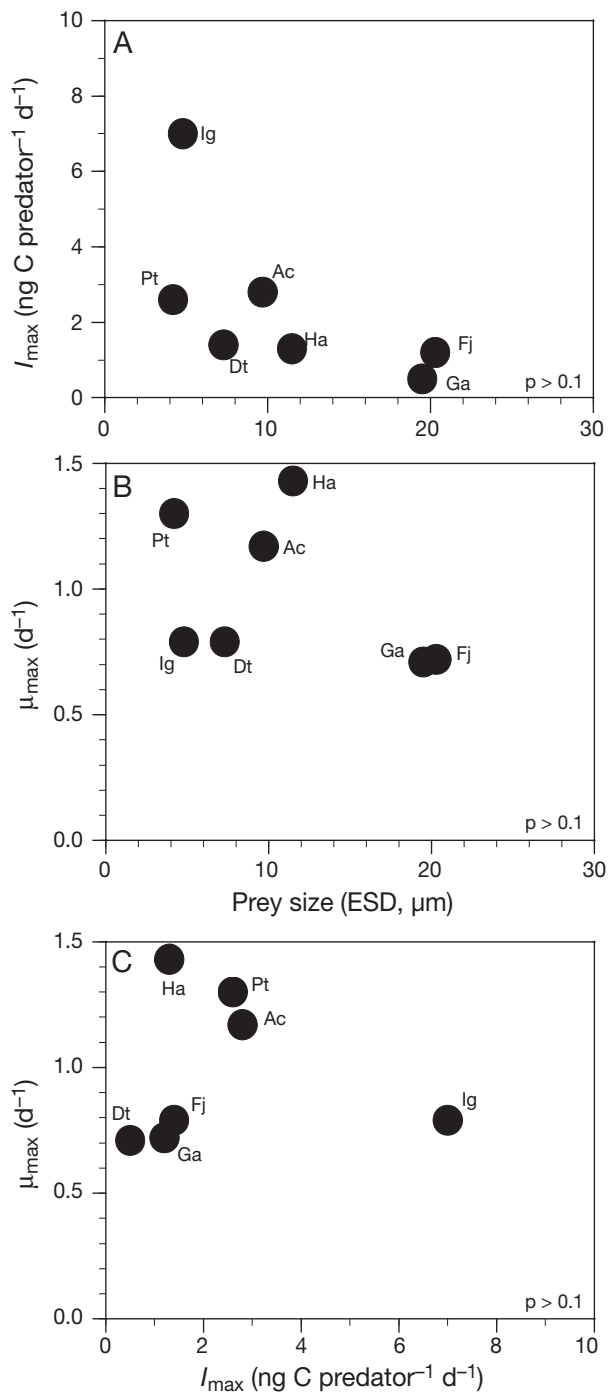 A
10
8
6
4
2
0
I max (ng C predator–1 d–1)
Ig
Pt
Ac
Dt
Ha
Fj
Ga
p > 0.1
0 10 20 30
B
1.5
1.0
0.5
0.0
µmax (d–1)
Ha
Pt
Ac
Ig
Dt
Ga
Fj
p > 0.1
0 10 20 30
Prey size (ESD, µm)
C
1.5
1.0
0.5
0.0
µmax (d–1)
Ha
Pt
Ac
Dt
Fj
Ga
Ig
p > 0.1
0 2 4 6 8 10
Imax (ng C predator–1 d–1)